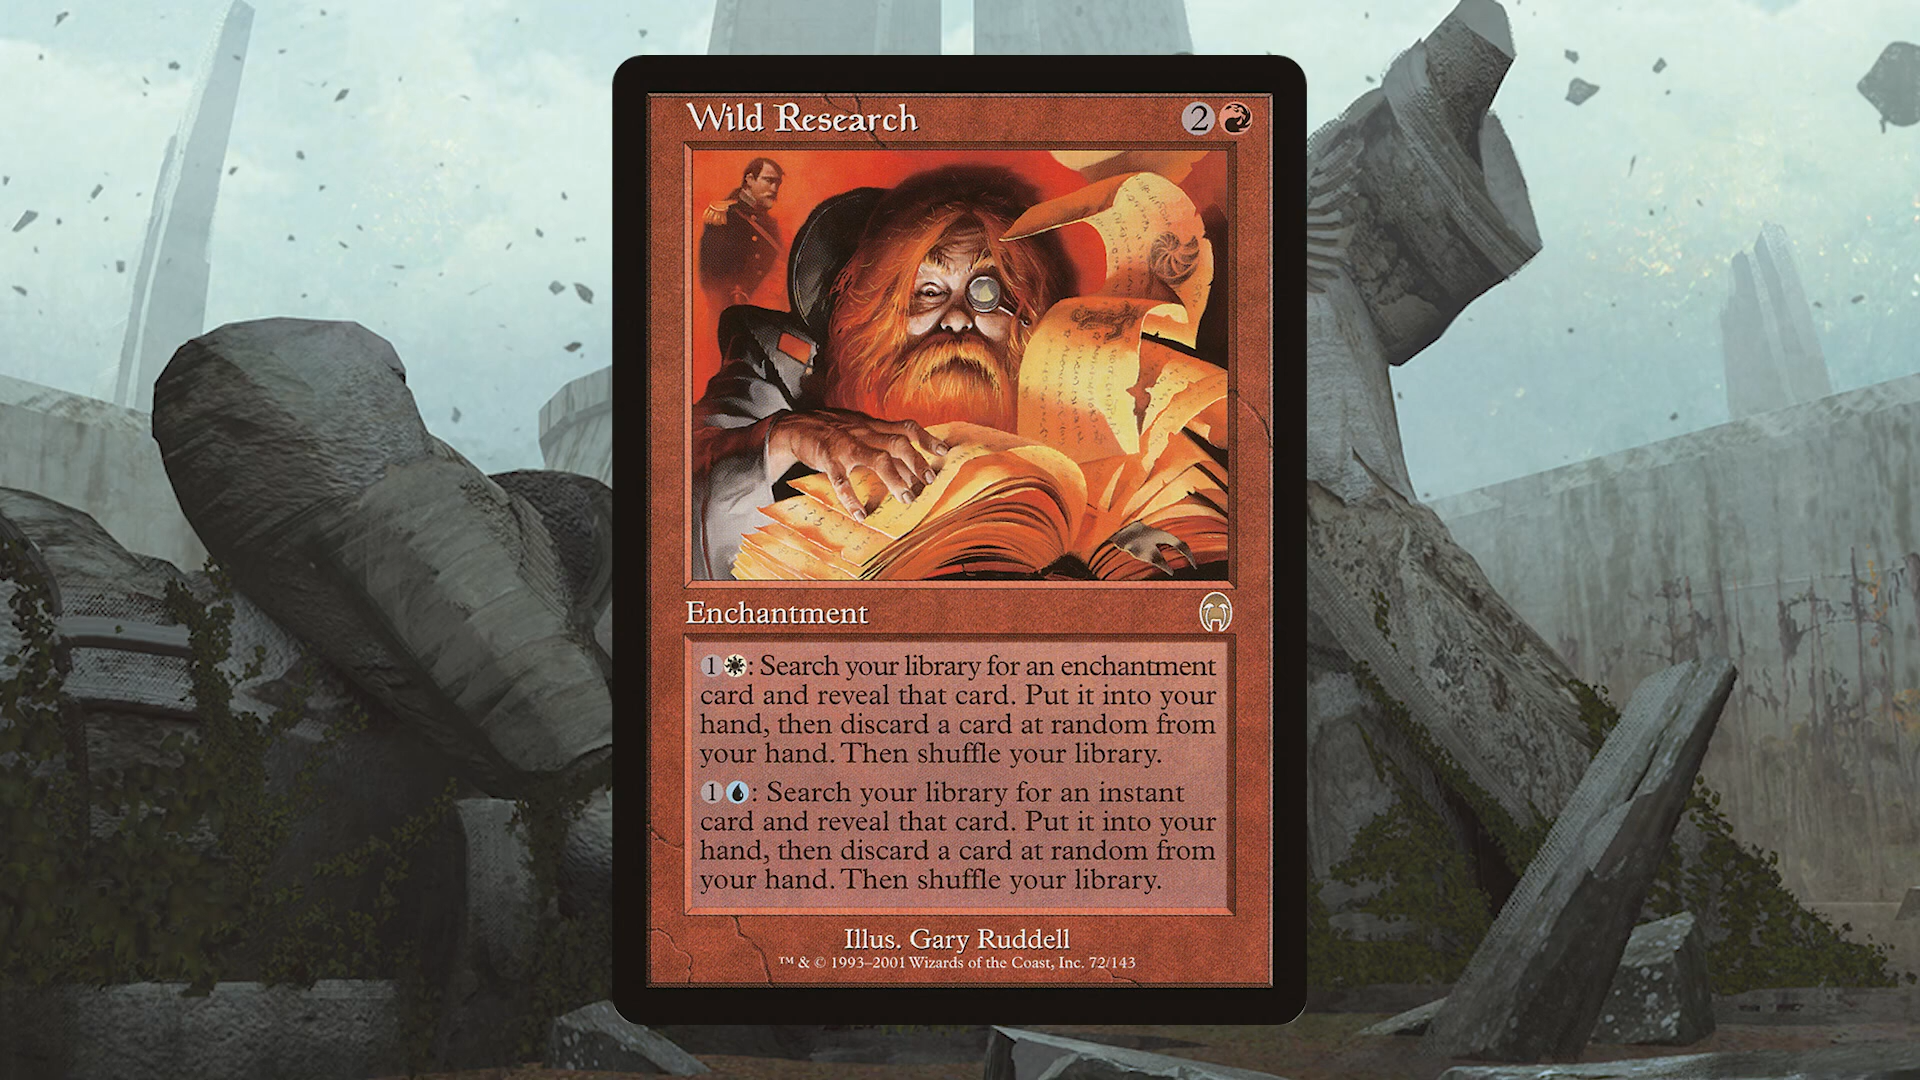 Wild Research 2
Enchantment
1 : Search your library for an enchantment
card and reveal that card. Put it into your
hand, then discard a card at random from
your hand. Then shuffle your library.
1 : Search your library for an instant
card and reveal that card. Put it into your
hand, then discard a card at random from
your hand. Then shuffle your library.
Illus. Gary Ruddell
™ & © 1993–2001 Wizards of the Coast, Inc. 72/143